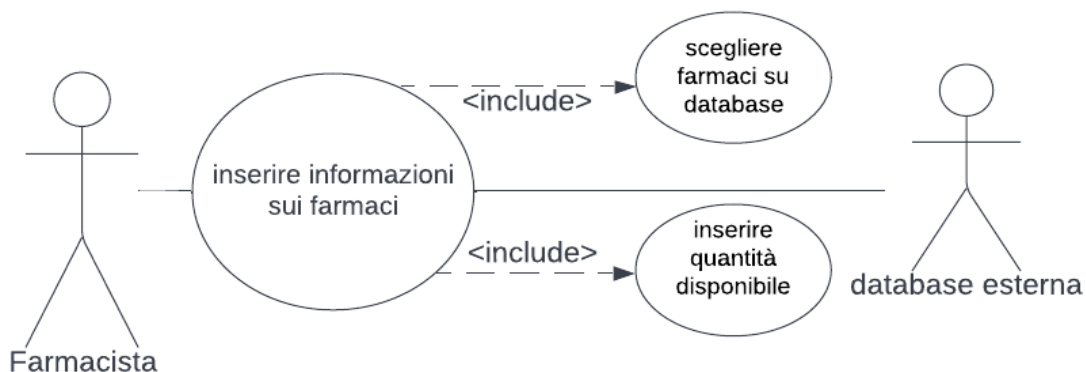 scegliere
farmaci su
database
<include>
inserire informazioni
sui farmaci
<include>
inserire
quantità
disponibile
database esterna
Farmacista